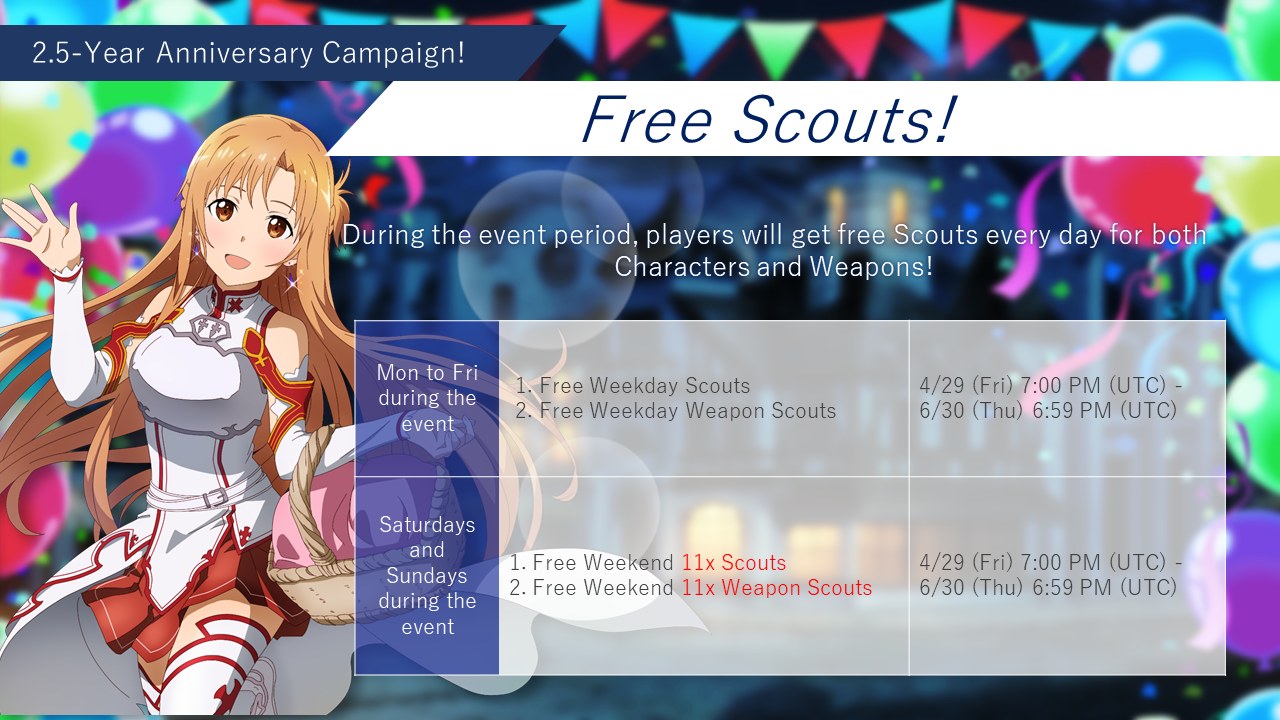 2.5-Year Anniversary Campaign!
Free Scouts!
During the event period, players will get free Scouts every day for both
Characters and Weapons!
Mon to Fri
during the
event
1. Free Weekday Scouts
2. Free Weekday Weapon Scouts
4/29 (Fri) 7:00 PM (UTC) -
6/30 (Thu) 6:59 PM (UTC)
Saturdays
and
Sundays
during the
event
1. Free Weekend 11x Scouts
2. Free Weekend 11x Weapon Scouts
4/29 (Fri) 7:00 PM (UTC) -
6/30 (Thu) 6:59 PM (UTC)